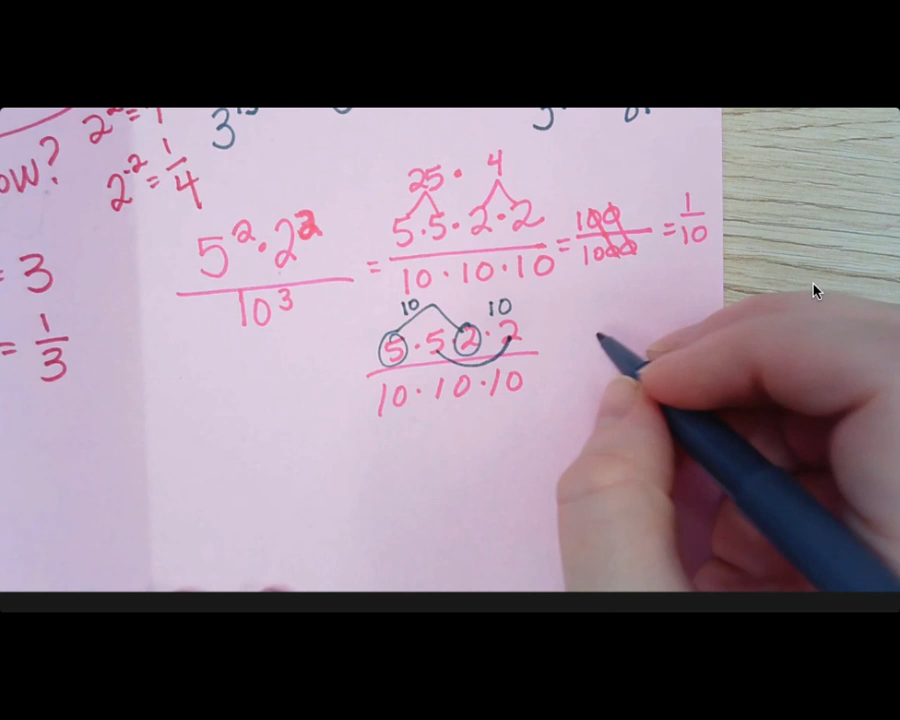 ow? 2² =
3
2⁻² = 1/4
= 3
= 1/3
5² · 2² / 10³ = 5 · 5 · 2 · 2 / 10 · 10 · 10 = 100 / 1000 = 1/10
25 · 4
10 10
5 · 5 2 · 2 / 10 · 10 · 10